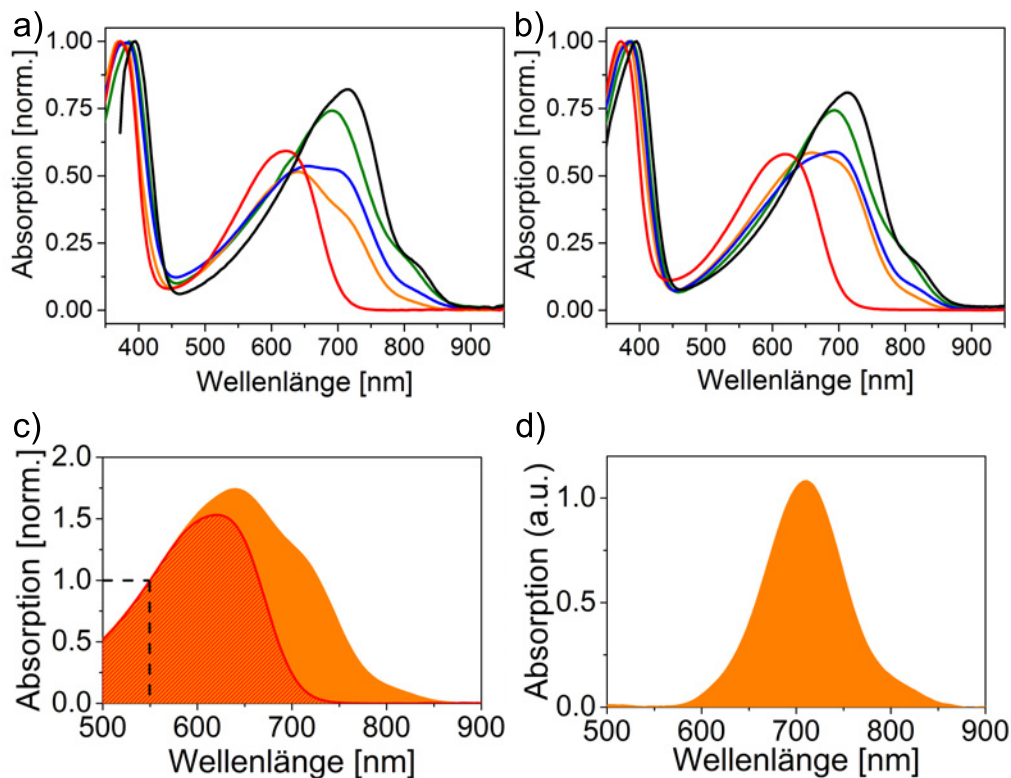 a)
Absorption [norm.]
1.00
0.75
0.50
0.25
0.00
400 500 600 700 800 900
Wellenlänge [nm]
b)
Absorption [norm.]
1.00
0.75
0.50
0.25
0.00
400 500 600 700 800 900
Wellenlänge [nm]
c)
Absorption [norm.]
2.0
1.5
1.0
0.5
0.0
500 600 700 800 900
Wellenlänge [nm]
d)
Absorption (a.u.)
1.0
0.5
0.0
500 600 700 800 900
Wellenlänge [nm]